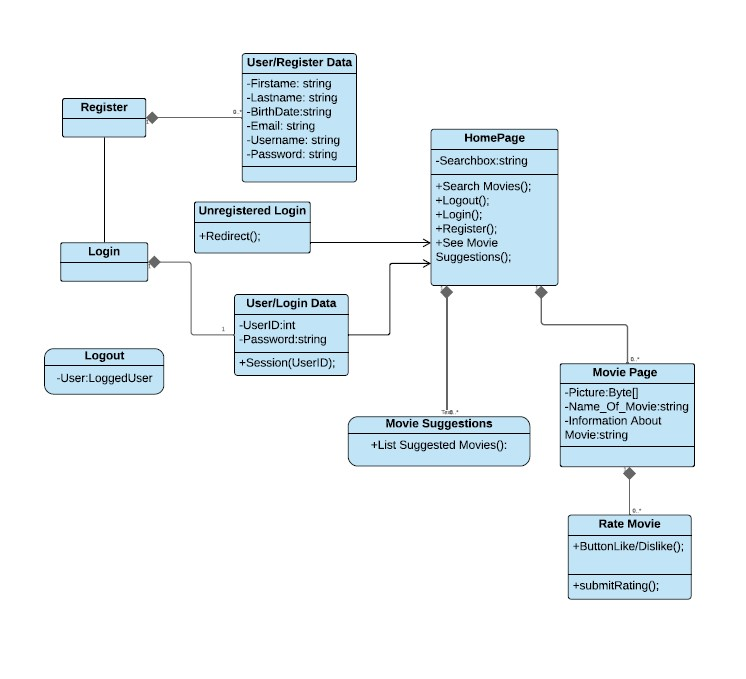 User/Register Data
-Firstame: string
-Lastname: string
-BirthDate:string
-Email: string
-Username: string
-Password: string
Register
0..*
HomePage
-Searchbox:string
+Search Movies();
+Logout();
+Login();
+Register();
+See Movie
Suggestions();
Unregistered Login
+Redirect();
Login
User/Login Data
-UserID:int
-Password:string
+Session(UserID);
1
Logout
-User:LoggedUser
0..*
Movie Page
-Picture:Byte[]
-Name_Of_Movie:string
-Information About
Movie:string
Movie Suggestions
+List Suggested Movies():
0..*
Rate Movie
+ButtonLike/Dislike();
+submitRating();